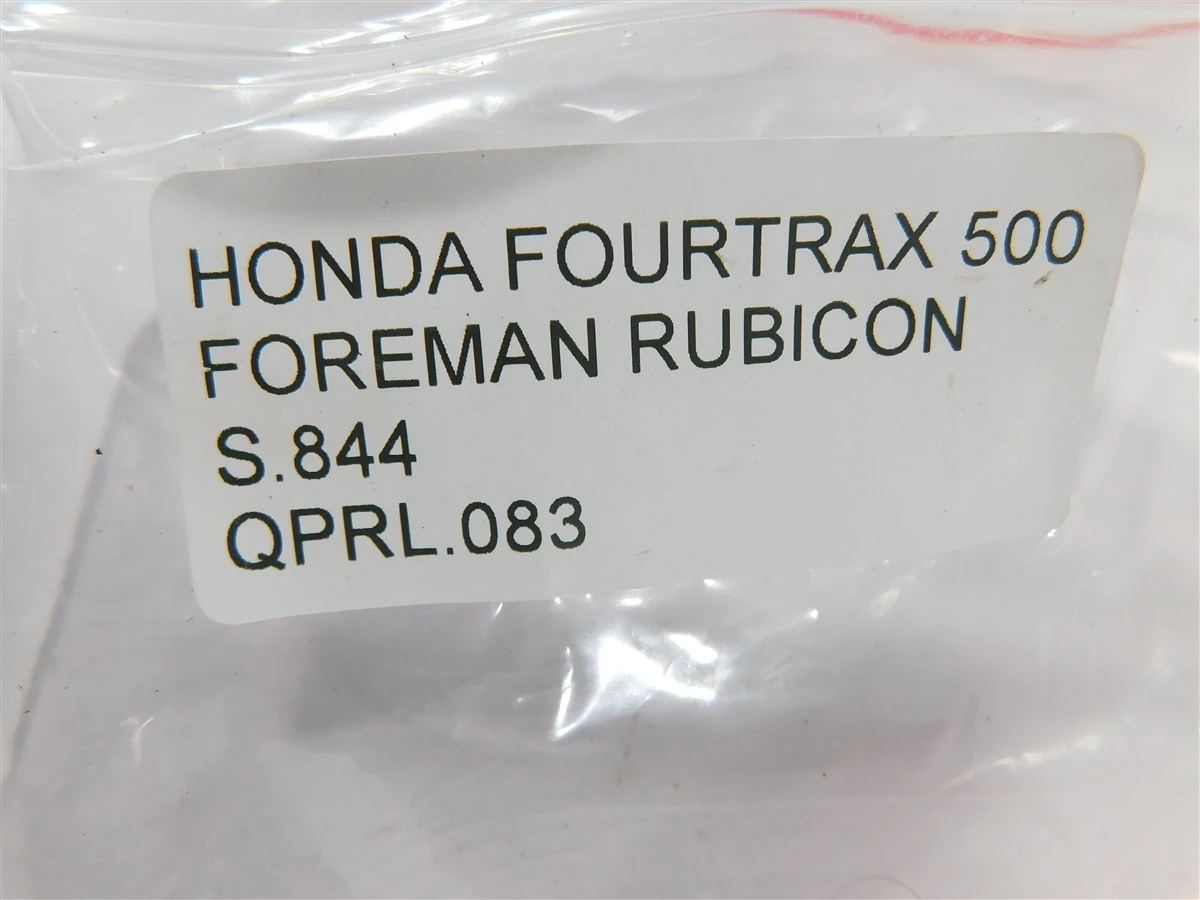 HONDA FOURTRAX 500
FOREMAN RUBICON
S.844
QPRL.083